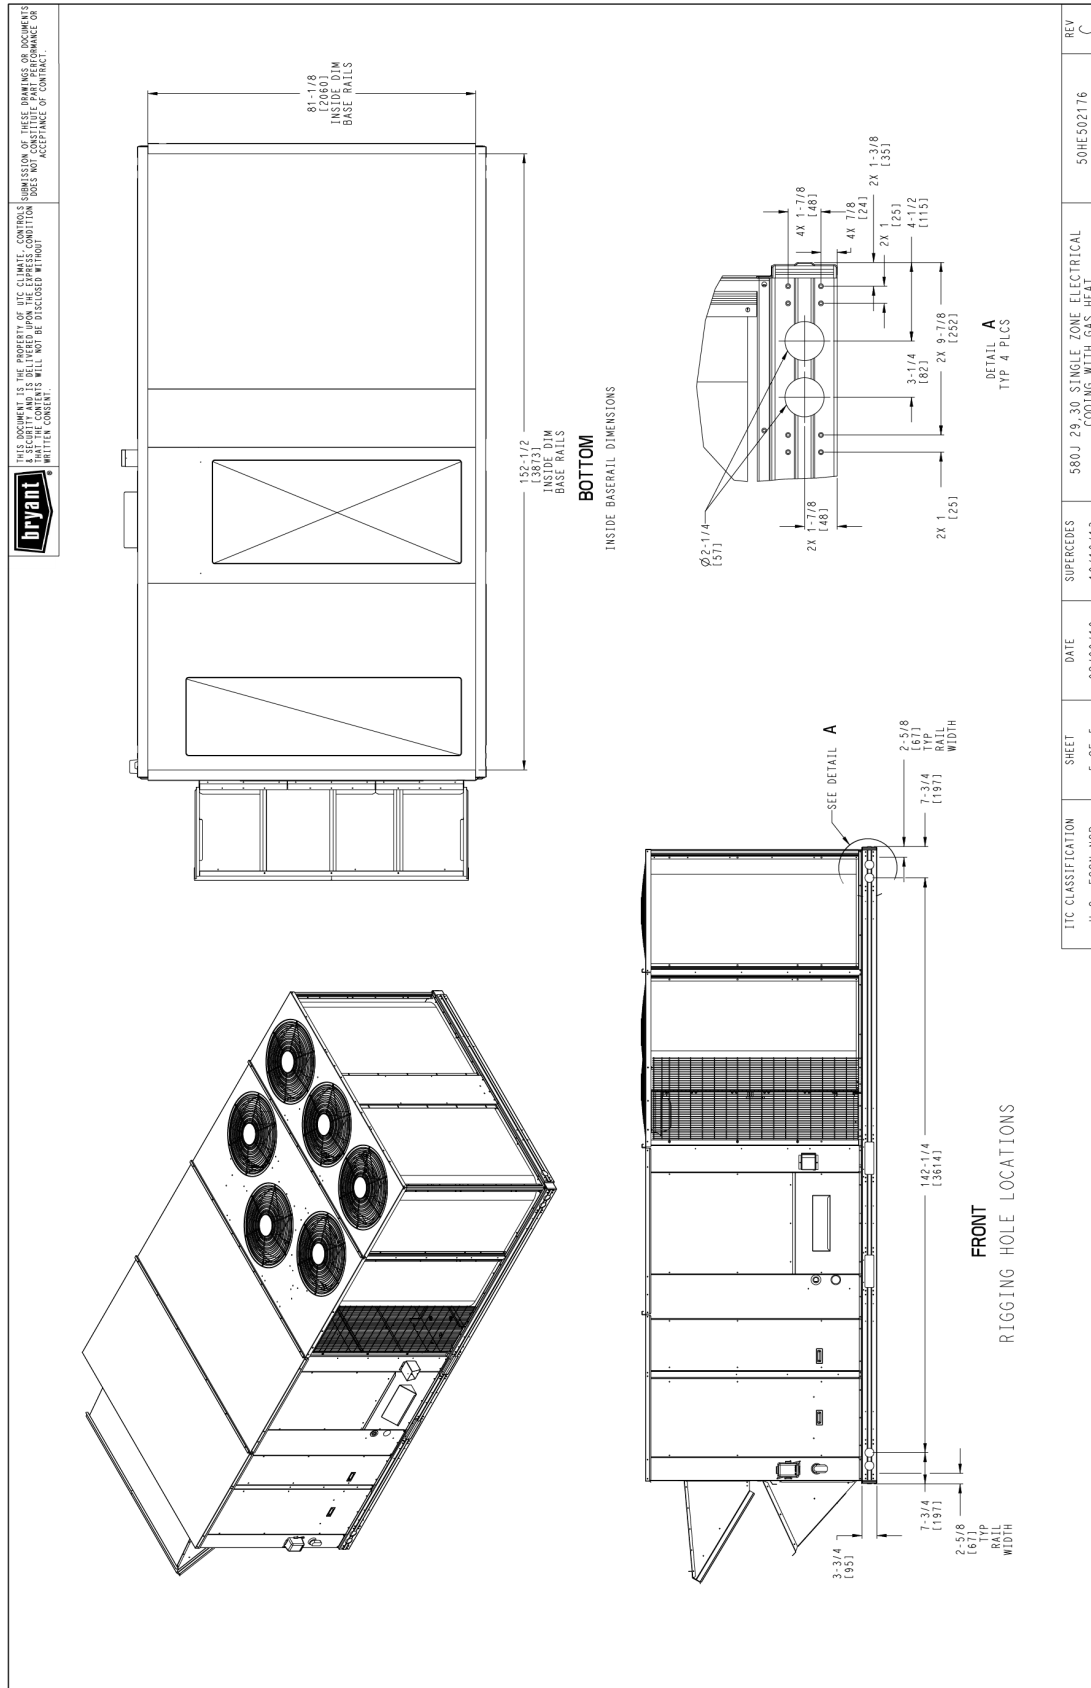 bryant
®
THIS DOCUMENT IS THE PROPERTY OF UTC CLIMATE, CONTROLS
& SECURITY AND IS DELIVERED UPON THE EXPRESS CONDITION
THAT THE CONTENTS WILL NOT BE DISCLOSED WITHOUT
WRITTEN CONSENT.
SUBMISSION OF THESE DRAWINGS OR DOCUMENTS
DOES NOT CONSTITUTE PART PERFORMANCE OR
ACCEPTANCE OF CONTRACT.
81-1/8
[2060]
INSIDE DIM
BASE RAILS
152-1/2
[3873]
INSIDE DIM
BASE RAILS
BOTTOM
INSIDE BASERAIL DIMENSIONS
Ø2-1/4
[57]
2X 1-7/8
[48]
2X 1
[25]
3-1/4
[82]
2X 9-7/8
[252]
4-1/2
[115]
2X 1
[25]
4X 7/8
[24]
4X 1-7/8
[48]
2X 1-3/8
[35]
DETAIL A
TYP 4 PLCS
SEE DETAIL A
2-5/8
[67]
TYP
RAIL
WIDTH
7-3/4
[197]
142-1/4
[3614]
3-3/4
[95]
7-3/4
[197]
2-5/8
[67]
TYP
RAIL
WIDTH
FRONT
RIGGING HOLE LOCATIONS
ITC CLASSIFICATION
SHEET
DATE
SUPERCEDES
580J 29,30 SINGLE ZONE ELECTRICAL
COOING WITH GAS HEAT
50HE502176
REV
C